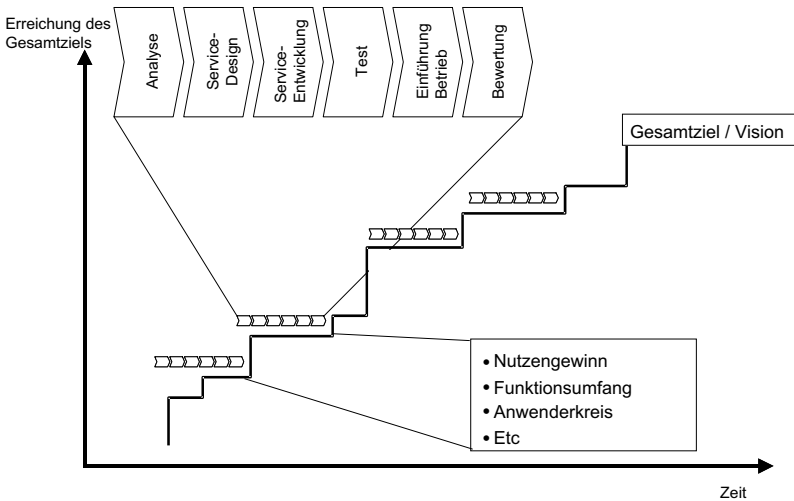 Erreichung des
Gesamtziels
Analyse
Service-
Design
Service-
Entwicklung
Test
Einführung
Betrieb
Bewertung
Gesamtziel / Vision
• Nutzengewinn
• Funktionsumfang
• Anwenderkreis
• Etc
Zeit